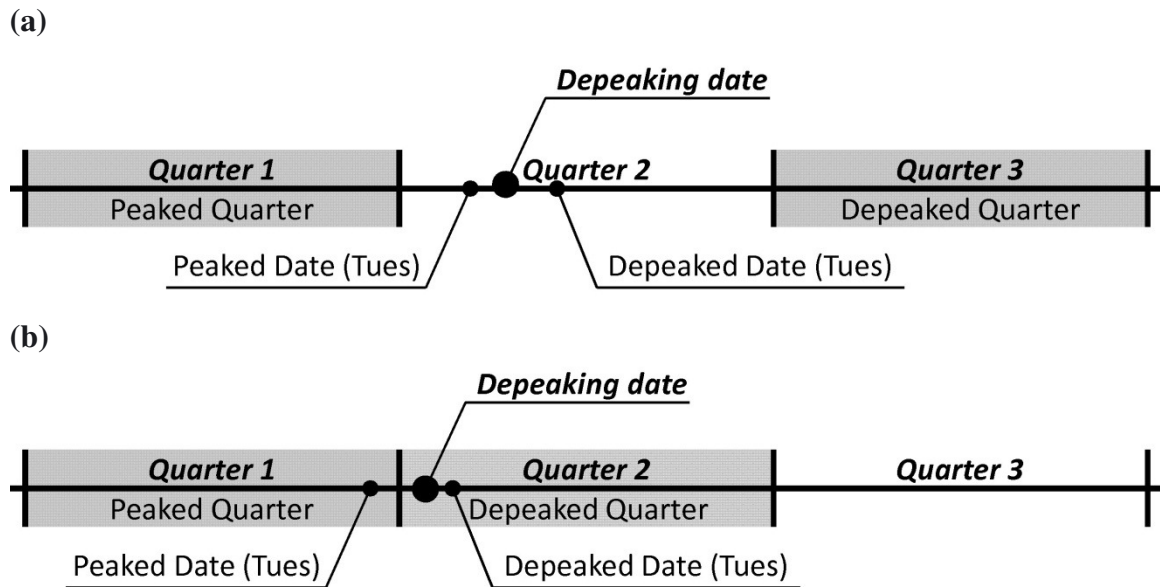 (a)
Depeaking date
Quarter 1 Quarter 2 Quarter 3
Peaked Quarter Depeaked Quarter
Peaked Date (Tues) Depeaked Date (Tues)
(b)
Depeaking date
Quarter 1 Quarter 2 Quarter 3
Peaked Quarter Depeaked Quarter
Peaked Date (Tues) Depeaked Date (Tues)